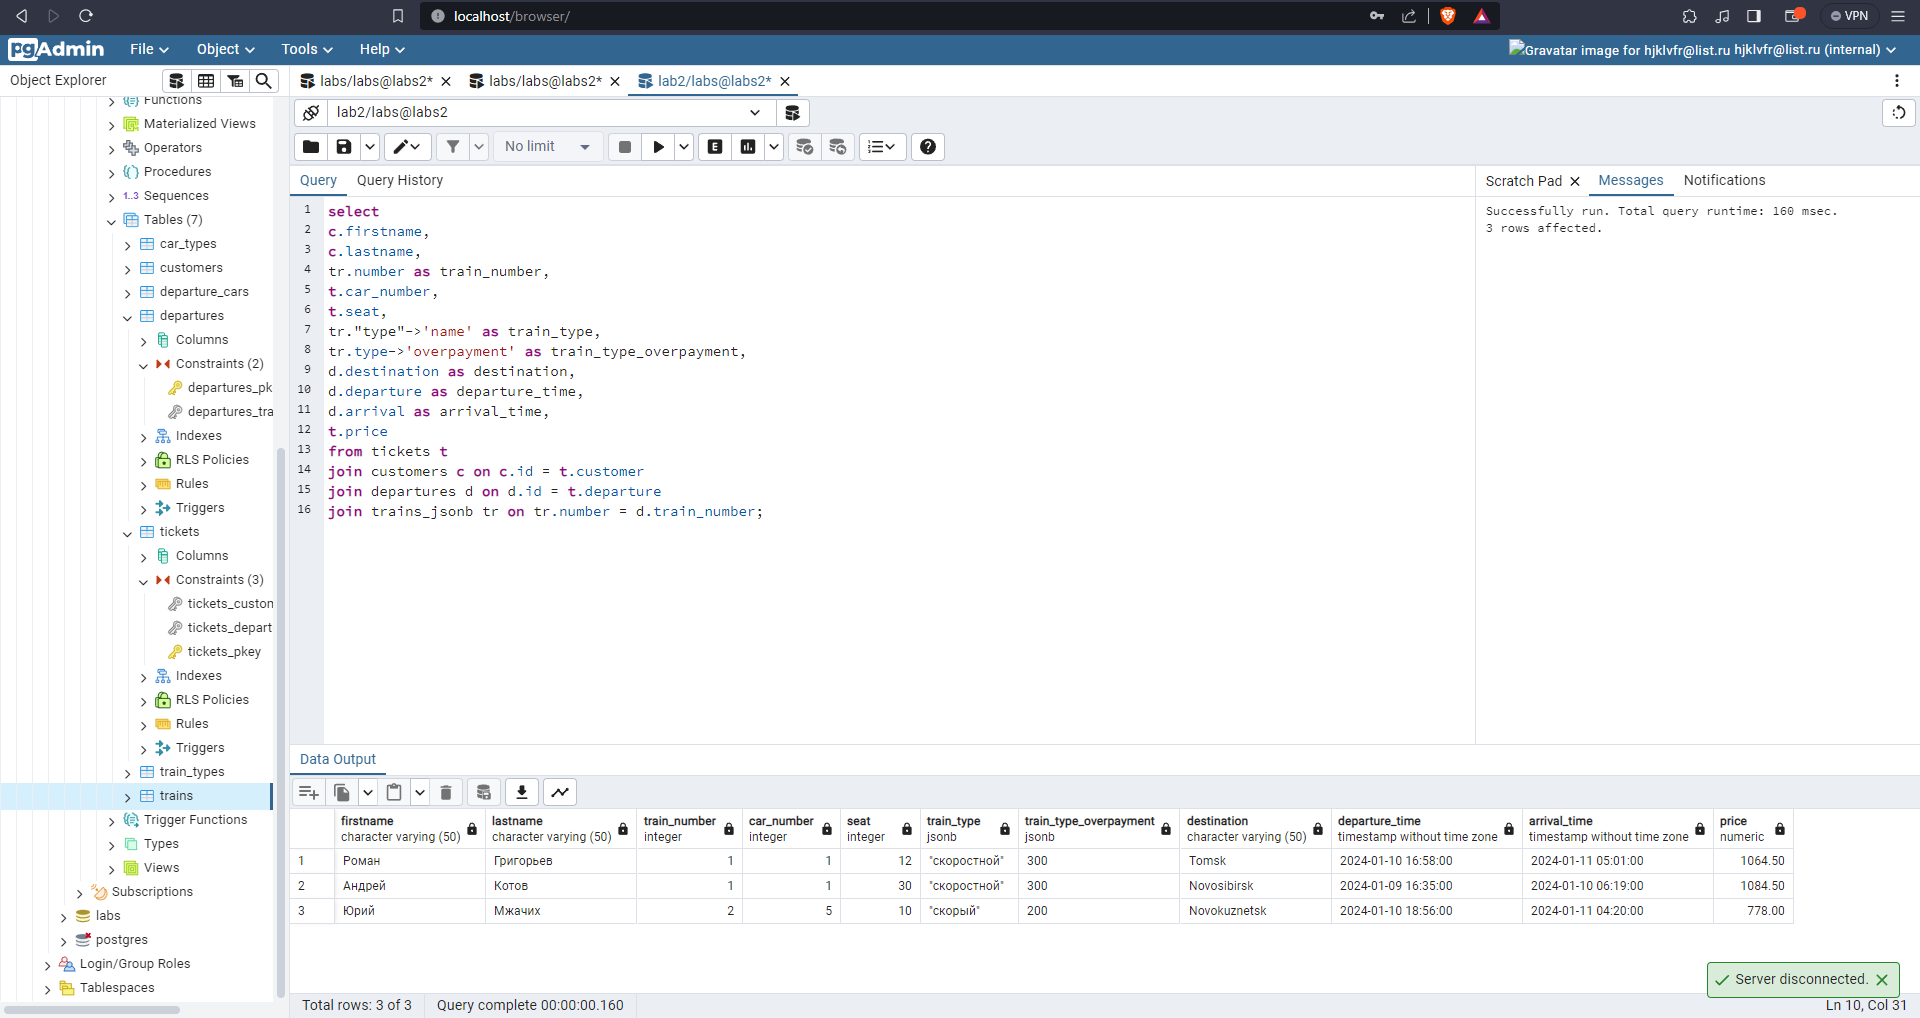 localhost/browser/
VPN
pgAdmin
File
Object
Tools
Help
Gravatar image for hjklvfr@list.ru hjklvfr@list.ru (internal)
Object Explorer
labs/labs@labs2*
labs/labs@labs2*
lab2/labs@labs2*
Functions
Materialized Views
Operators
Procedures
1..3 Sequences
Tables (7)
car_types
customers
departure_cars
departures
Columns
Constraints (2)
departures_pk
departures_tra
Indexes
RLS Policies
Rules
Triggers
tickets
Columns
Constraints (3)
tickets_custon
tickets_depart
tickets_pkey
Indexes
RLS Policies
Rules
Triggers
train_types
trains
Trigger Functions
Types
Views
Subscriptions
labs
postgres
Login/Group Roles
Tablespaces
lab2/labs@labs2
No limit
E
Query
Query History
1 select
2 c.firstname,
3 c.lastname,
4 tr.number as train_number,
5 t.car_number,
6 t.seat,
7 tr."type"->'name' as train_type,
8 tr.type->'overpayment' as train_type_overpayment,
9 d.destination as destination,
10 d.departure as departure_time,
11 d.arrival as arrival_time,
12 t.price
13 from tickets t
14 join customers c on c.id = t.customer
15 join departures d on d.id = t.departure
16 join trains_jsonb tr on tr.number = d.train_number;
Scratch Pad
Messages
Notifications
Successfully run. Total query runtime: 160 msec.
3 rows affected.
Data Output
firstname lastname train_number car_number seat train_type train_type_overpayment destination departure_time arrival_time price
character varying (50) character varying (50) integer integer integer jsonb jsonb character varying (50) timestamp without time zone timestamp without time zone numeric
1 Роман Григорьев 1 1 12 "скоростной" 300 Tomsk 2024-01-10 16:58:00 2024-01-11 05:01:00 1064.50
2 Андрей Котов 1 1 30 "скоростной" 300 Novosibirsk 2024-01-09 16:35:00 2024-01-10 06:19:00 1084.50
3 Юрий Мжачих 2 5 10 "скорый" 200 Novokuznetsk 2024-01-10 18:56:00 2024-01-11 04:20:00 778.00
Server disconnected.
Total rows: 3 of 3
Query complete 00:00:00.160
Ln 10, Col 31